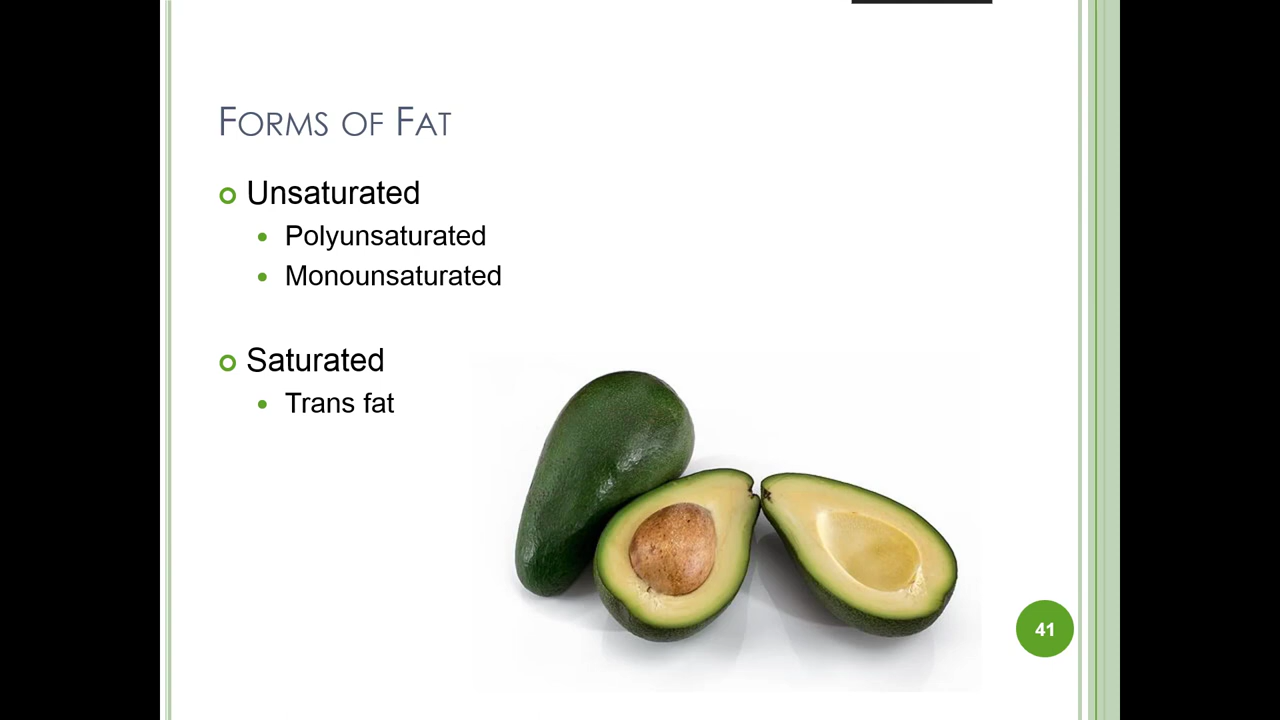 Forms of Fat
Unsaturated
Polyunsaturated
Monounsaturated
Saturated
Trans fat
41